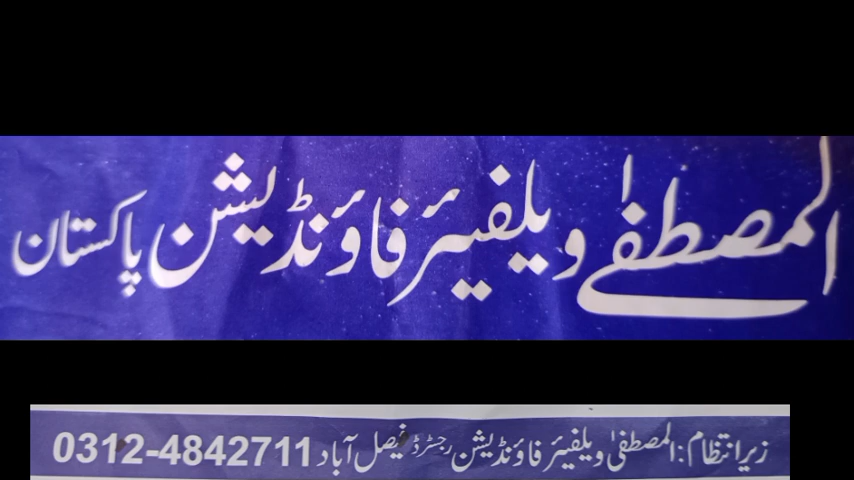 المصطفیٰ ویلفیئر فاؤنڈیشن پاکستان
زیر انتظام: المصطفیٰ ویلفیئر فاؤنڈیشن رجسٹرڈ فیصل آباد 0312-4842711